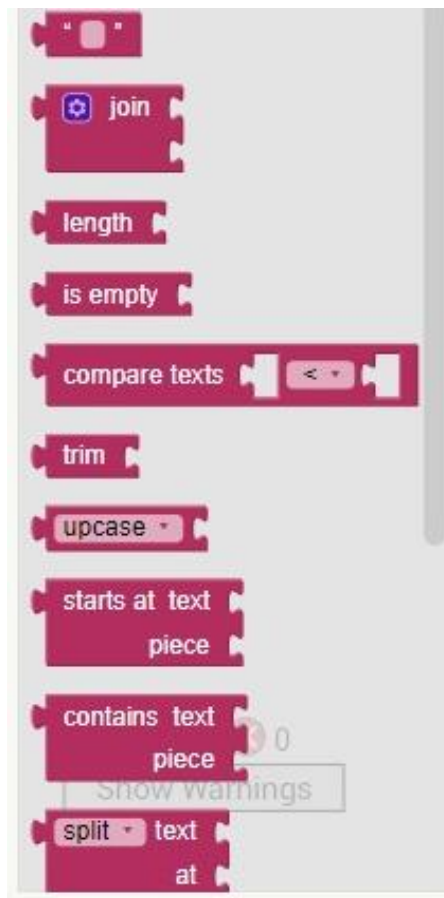 “ ”
join
length
is empty
compare texts <
trim
upcase
starts at text
piece
contains text
0
piece
Show Warnings
split text
at